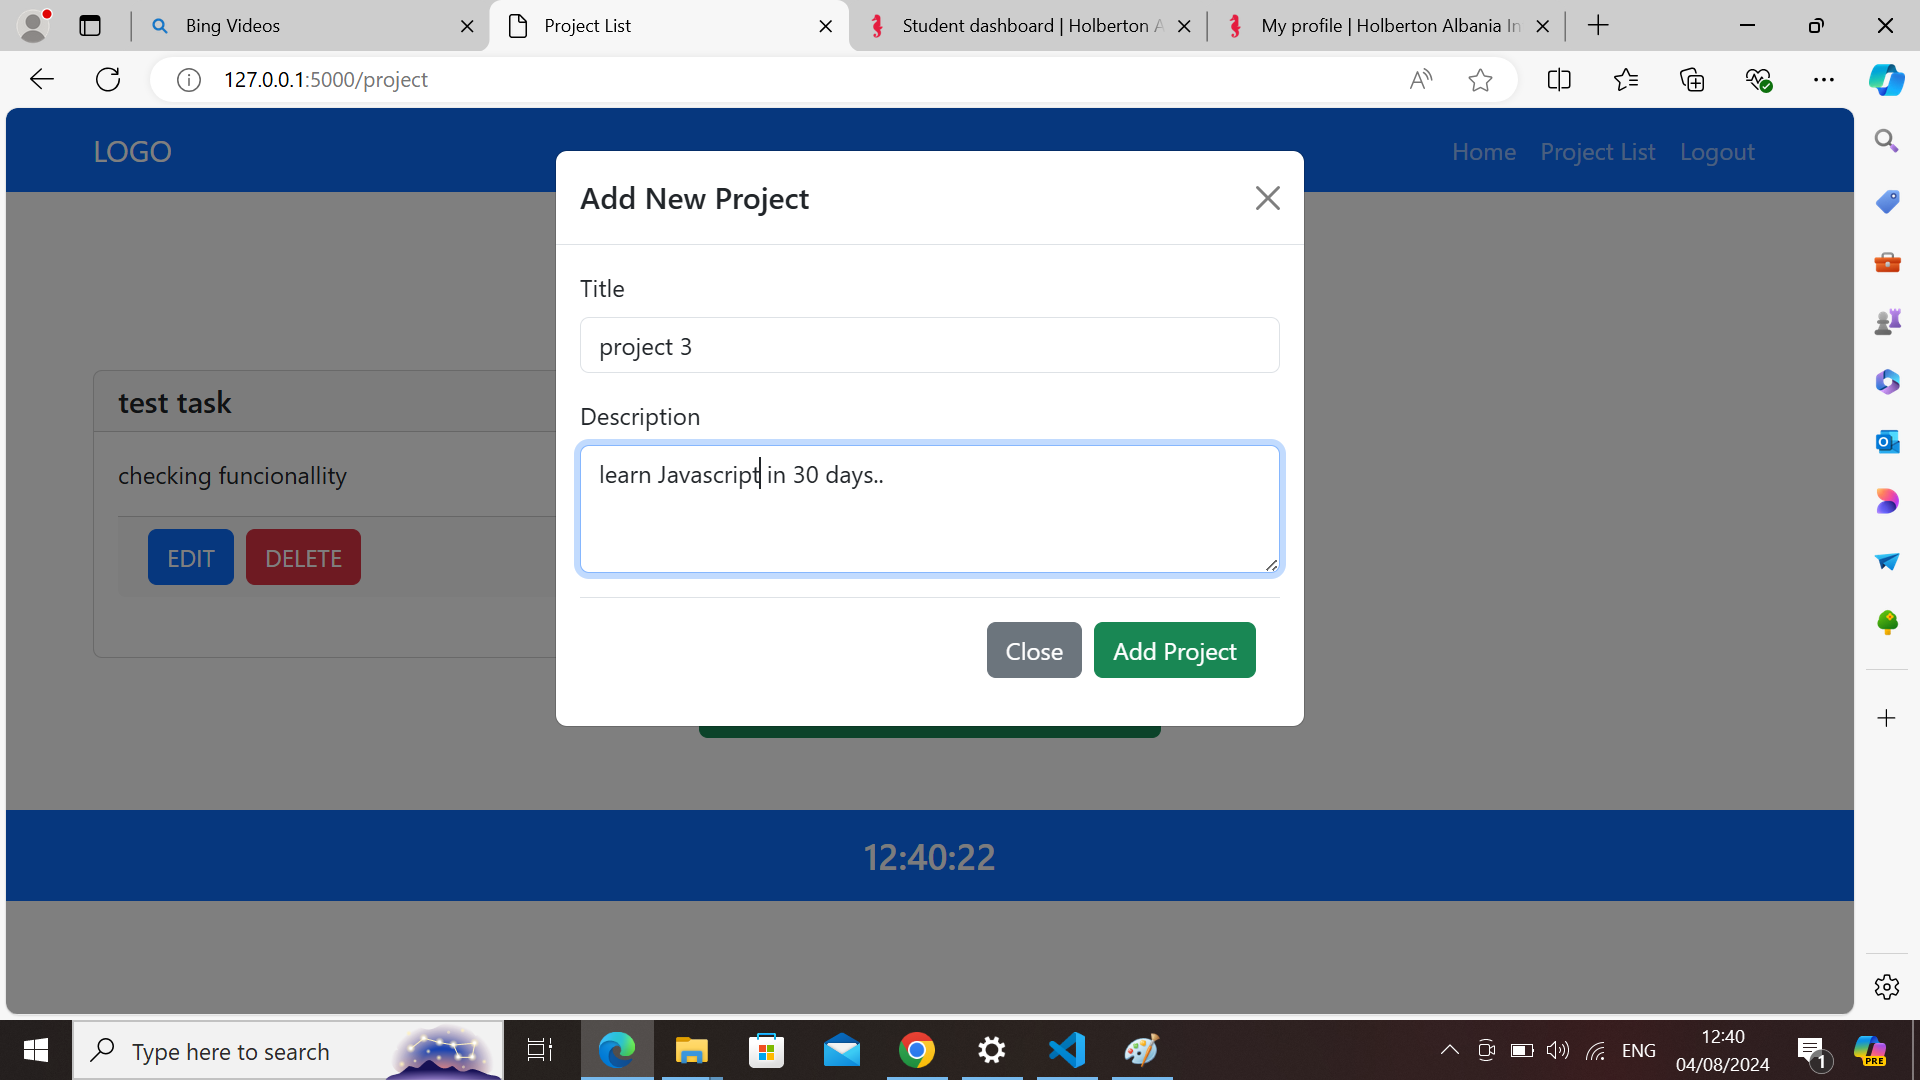 Bing Videos
Project List
Student dashboard | Holberton A
My profile | Holberton Albania In
127.0.0.1:5000/project
LOGO
Home
Project List
Logout
Add New Project
Title
project 3
Description
learn Javascript in 30 days..
Close
Add Project
test task
checking funcionallity
EDIT
DELETE
12:40:22
Type here to search
ENG
12:40
04/08/2024
1
PRE